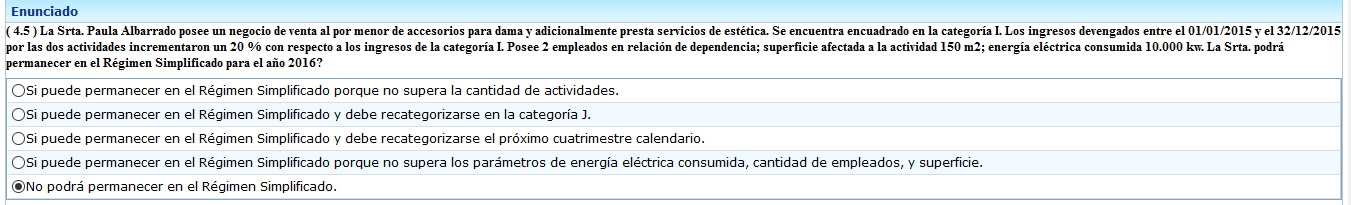 Enunciado
( 4.5 ) La Srta. Paula Albarrado posee un negocio de venta al por menor de accesorios para dama y adicionalmente presta servicios de estética. Se encuentra encuadrado en la categoría I. Los ingresos devengados entre el 01/01/2015 y el 32/12/2015
por las dos actividades incrementaron un 20 % con respecto a los ingresos de la categoría I. Posee 2 empleados en relación de dependencia; superficie afectada a la actividad 150 m2; energía eléctrica consumida 10.000 kw. La Srta. podrá
permanecer en el Régimen Simplificado para el año 2016?
Si puede permanecer en el Régimen Simplificado porque no supera la cantidad de actividades.
Si puede permanecer en el Régimen Simplificado y debe recategorizarse en la categoría J.
Si puede permanecer en el Régimen Simplificado y debe recategorizarse el próximo cuatrimestre calendario.
Si puede permanecer en el Régimen Simplificado porque no supera los parámetros de energía eléctrica consumida, cantidad de empleados, y superficie.
No podrá permanecer en el Régimen Simplificado.